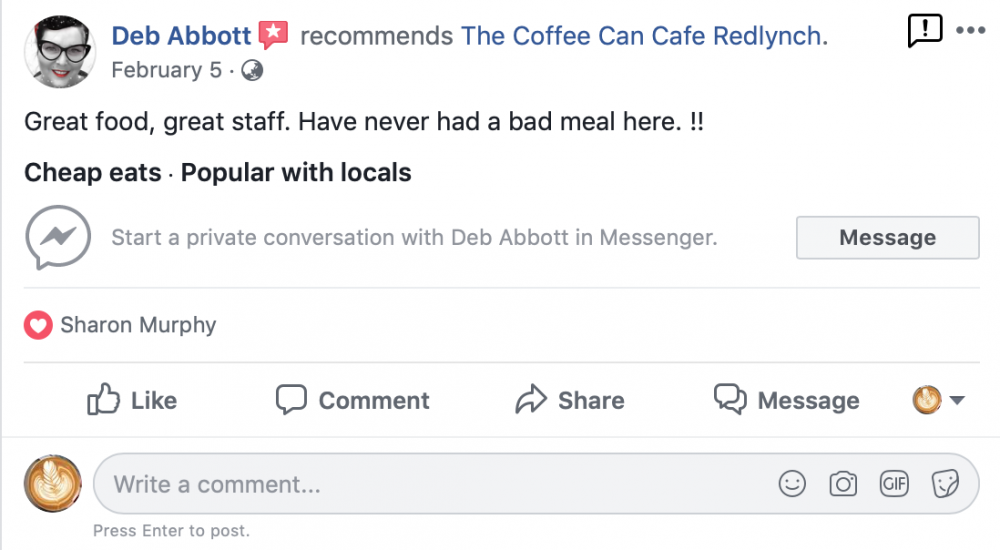 Deb Abbott recommends The Coffee Can Cafe Redlynch.
February 5 ·
Great food, great staff. Have never had a bad meal here. !!
Cheap eats · Popular with locals
Start a private conversation with Deb Abbott in Messenger. Message
Sharon Murphy
Like Comment Share Message
Write a comment... GIF
Press Enter to post.